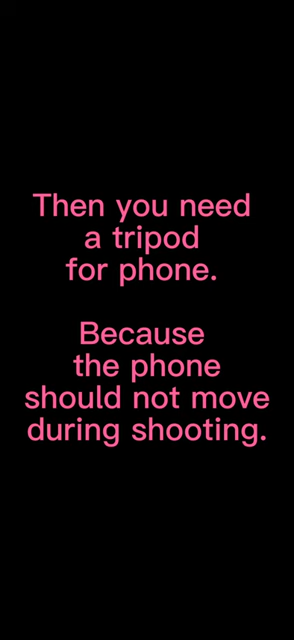 Then you need
a tripod
for phone.
Because
the phone
should not move
during shooting.